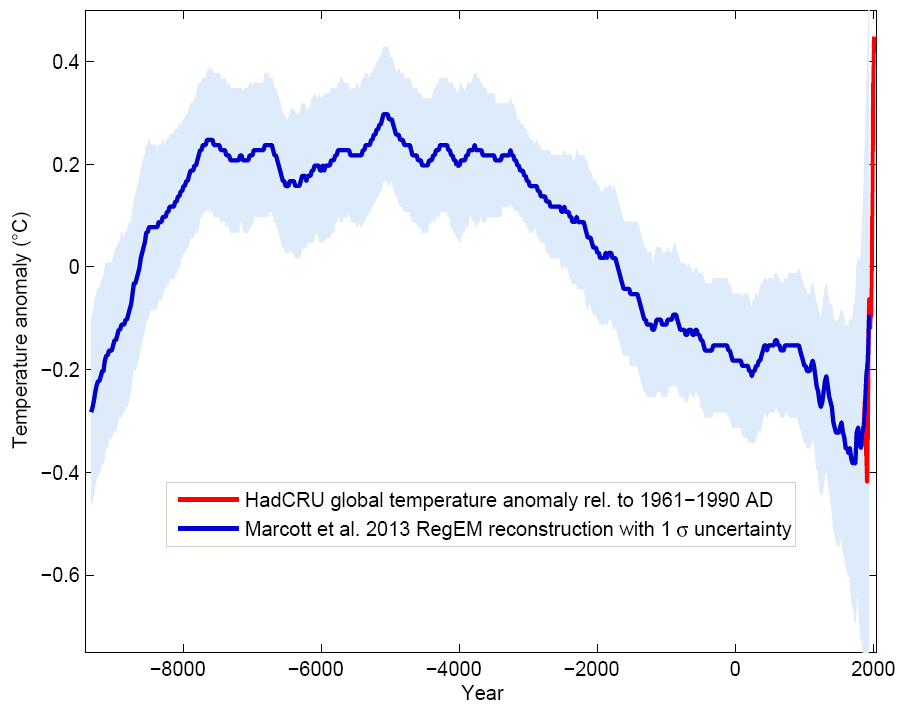 0.4
0.2
0
−0.2
−0.4
−0.6
Temperature anomaly (°C)
HadCRU global temperature anomaly rel. to 1961−1990 AD
Marcott et al. 2013 RegEM reconstruction with 1 σ uncertainty
−8000 −6000 −4000 −2000 0 2000
Year